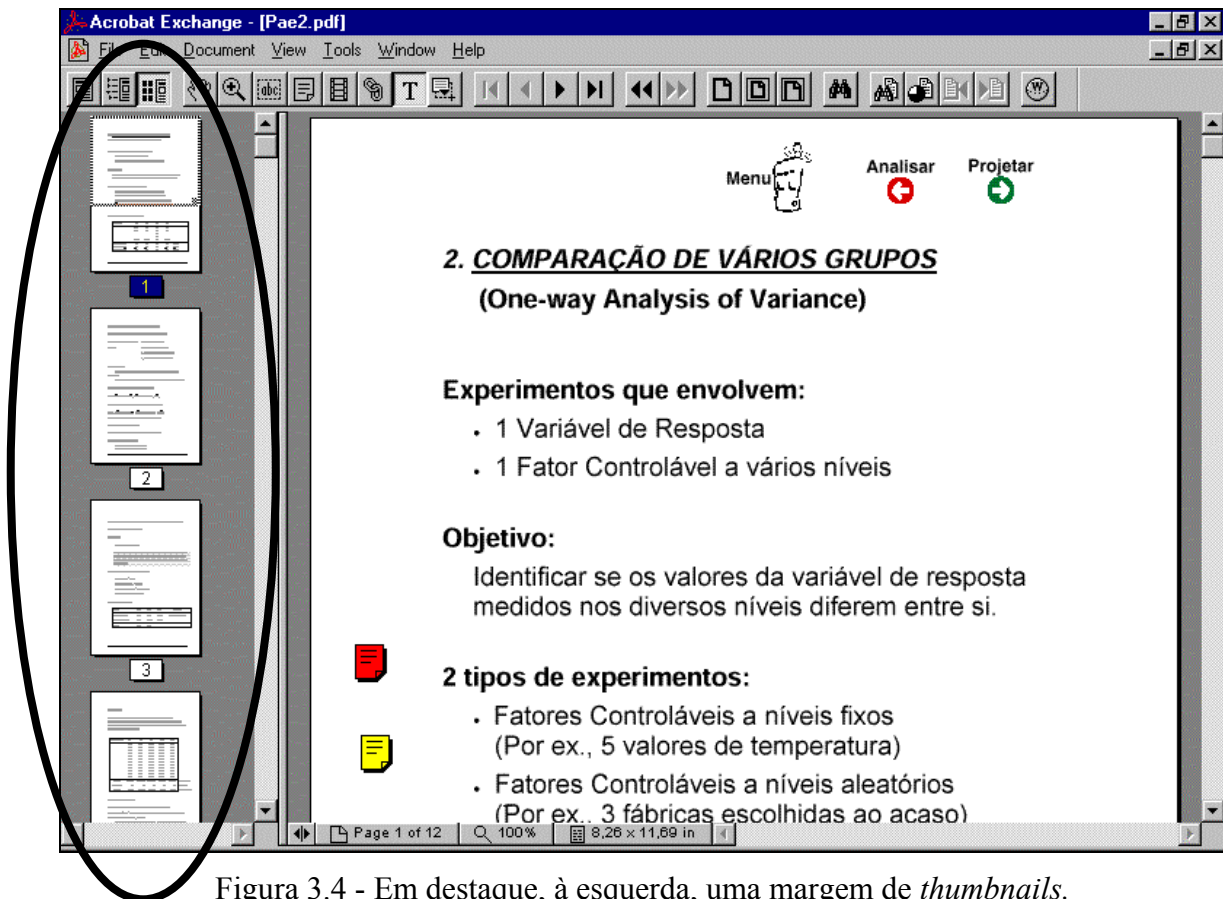 Acrobat Exchange - [Pae2.pdf]
File Edit Document View Tools Window Help
abc T W
Menu Analisar Projetar
2. COMPARAÇÃO DE VÁRIOS GRUPOS
(One-way Analysis of Variance)
Experimentos que envolvem:
• 1 Variável de Resposta
• 1 Fator Controlável a vários níveis
Objetivo:
Identificar se os valores da variável de resposta
medidos nos diversos níveis diferem entre si.
2 tipos de experimentos:
• Fatores Controláveis a níveis fixos
(Por ex., 5 valores de temperatura)
• Fatores Controláveis a níveis aleatórios
(Por ex., 3 fábricas escolhidas ao acaso)
1
2
3
Page 1 of 12 100% 8,26 x 11,69 in
Figura 3.4 - Em destaque, à esquerda, uma margem de thumbnails.